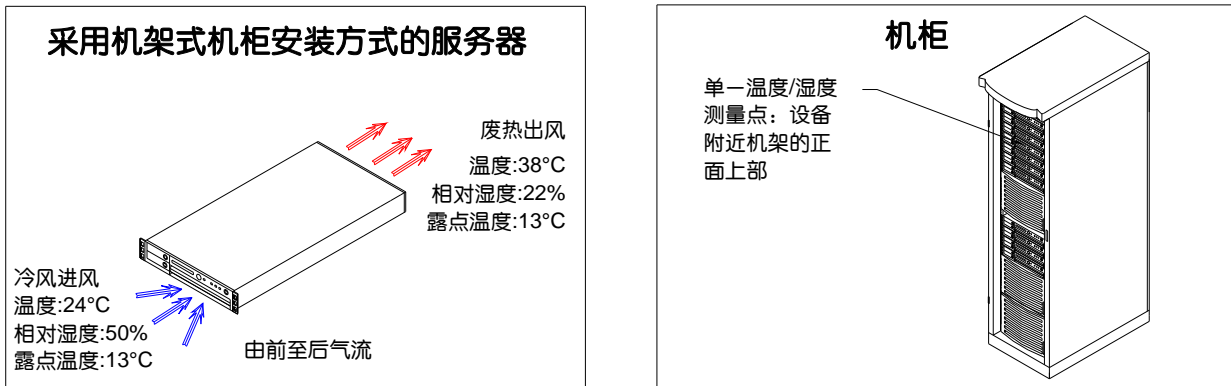 采用机架式机柜安装方式的服务器
废热出风
温度:38°C
相对湿度:22%
露点温度:13°C
冷风进风
温度:24°C
相对湿度:50%
露点温度:13°C
由前至后气流
机柜
单一温度/湿度
测量点：设备
附近机架的正
面上部